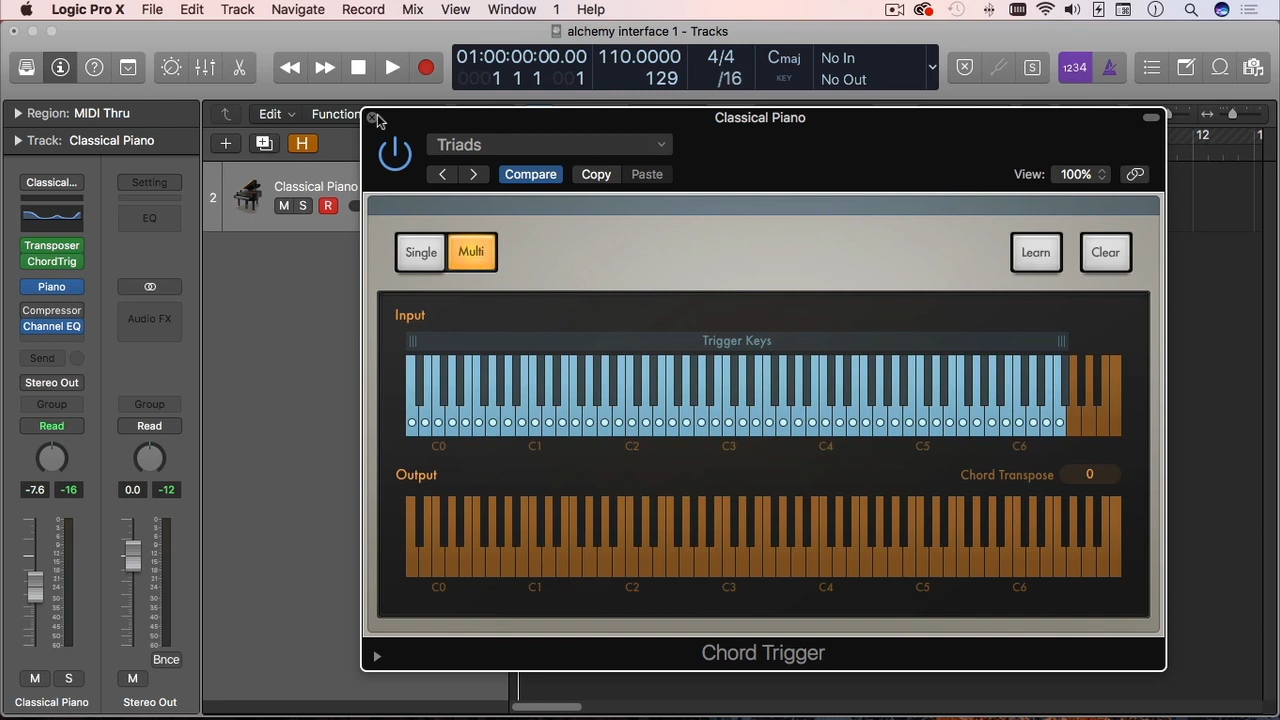 Logic Pro X File Edit Track Navigate Record Mix View Window 1 Help
alchemy interface 1 - Tracks
01:00:00:00.00 110.0000 4/4 Cmaj No In
0001 1 1 001 129 /16 KEY No Out
S 1234
Region: MIDI Thru
Track: Classical Piano
Edit Function
H
12
Classical Piano
Triads
Compare Copy Paste View: 100%
Classical... Setting
EQ
Transposer
ChordTrig
Piano
Compressor
Channel EQ
Audio FX
Send
Stereo Out
Group Group
Read Read
-7.6 -16 0.0 -12
Bnce
M S M
Classical Piano Stereo Out
2 Classical Piano
M S R
Single Multi Learn Clear
Input
Trigger Keys
C0 C1 C2 C3 C4 C5 C6
Output Chord Transpose 0
C0 C1 C2 C3 C4 C5 C6
Chord Trigger